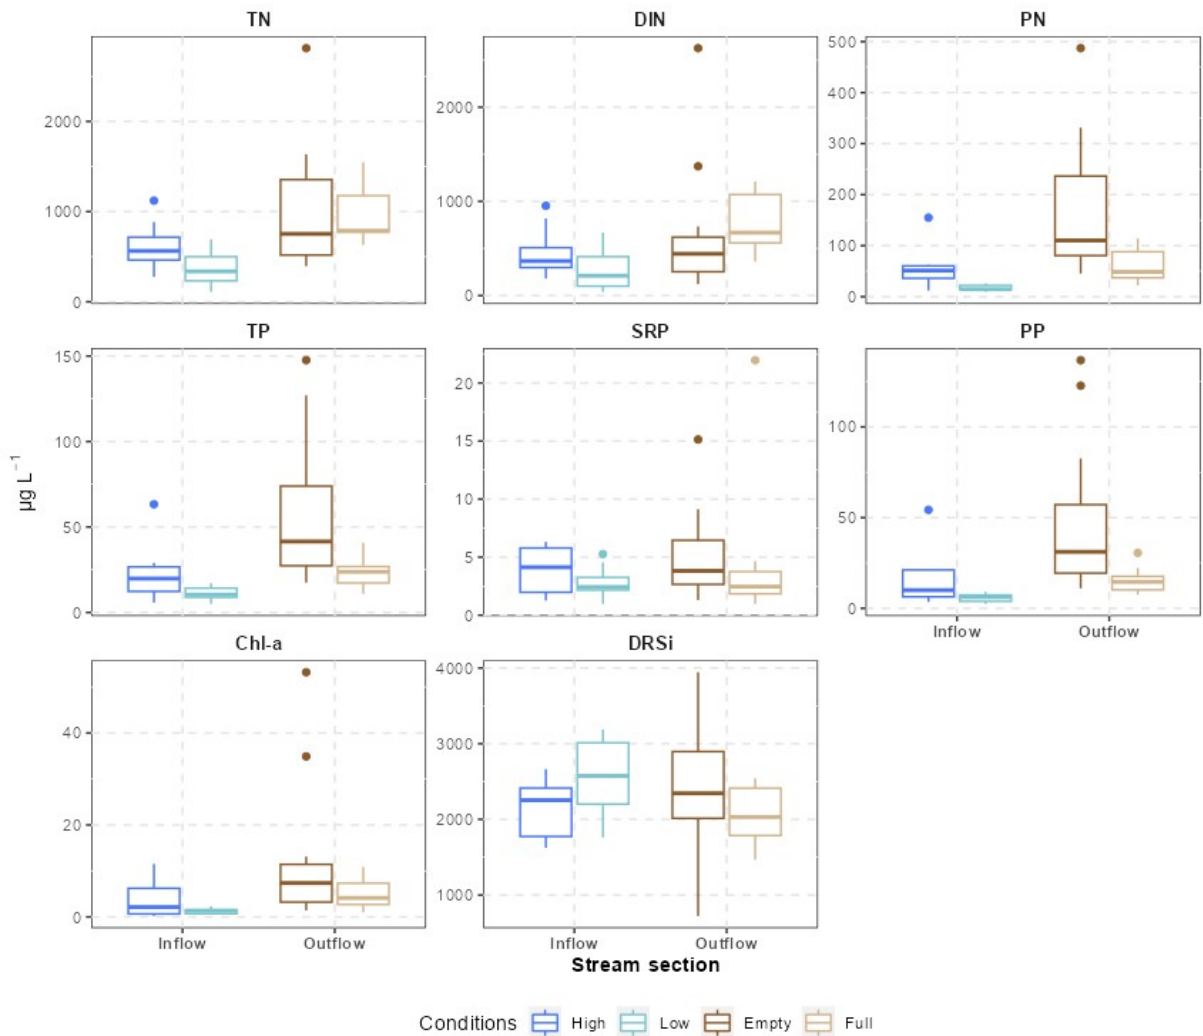 TN DIN PN
500
400
2000 2000
300
200
1000 1000
100
0 0 0
TP SRP PP
150
20
100
100 15
10
50 50
5
0 0 0
Inflow Outflow
Chl-a DRSi
4000
40
3000
20 2000
1000
0
Inflow Outflow Inflow Outflow
Stream section
µg L⁻¹
Conditions High Low Empty Full